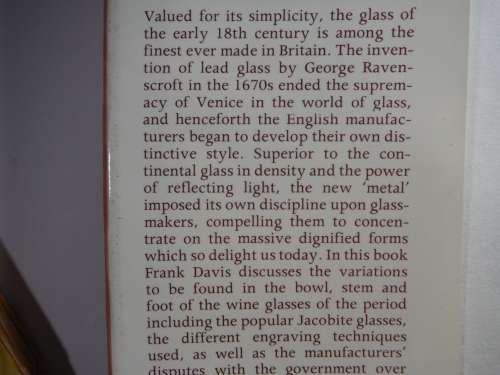 Valued for its simplicity, the glass of
the early 18th century is among the
finest ever made in Britain. The inven-
tion of lead glass by George Raven-
scroft in the 1670s ended the suprem-
acy of Venice in the world of glass,
and henceforth the English manufac-
turers began to develop their own dis-
tinctive style. Superior to the con-
tinental glass in density and the power
of reflecting light, the new 'metal'
imposed its own discipline upon glass-
makers, compelling them to concen-
trate on the massive dignified forms
which so delight us today. In this book
Frank Davis discusses the variations
to be found in the bowl, stem and
foot of the wine glasses of the period
including the popular Jacobite glasses,
the different engraving techniques
used, as well as the manufacturers'
disputes with the government over